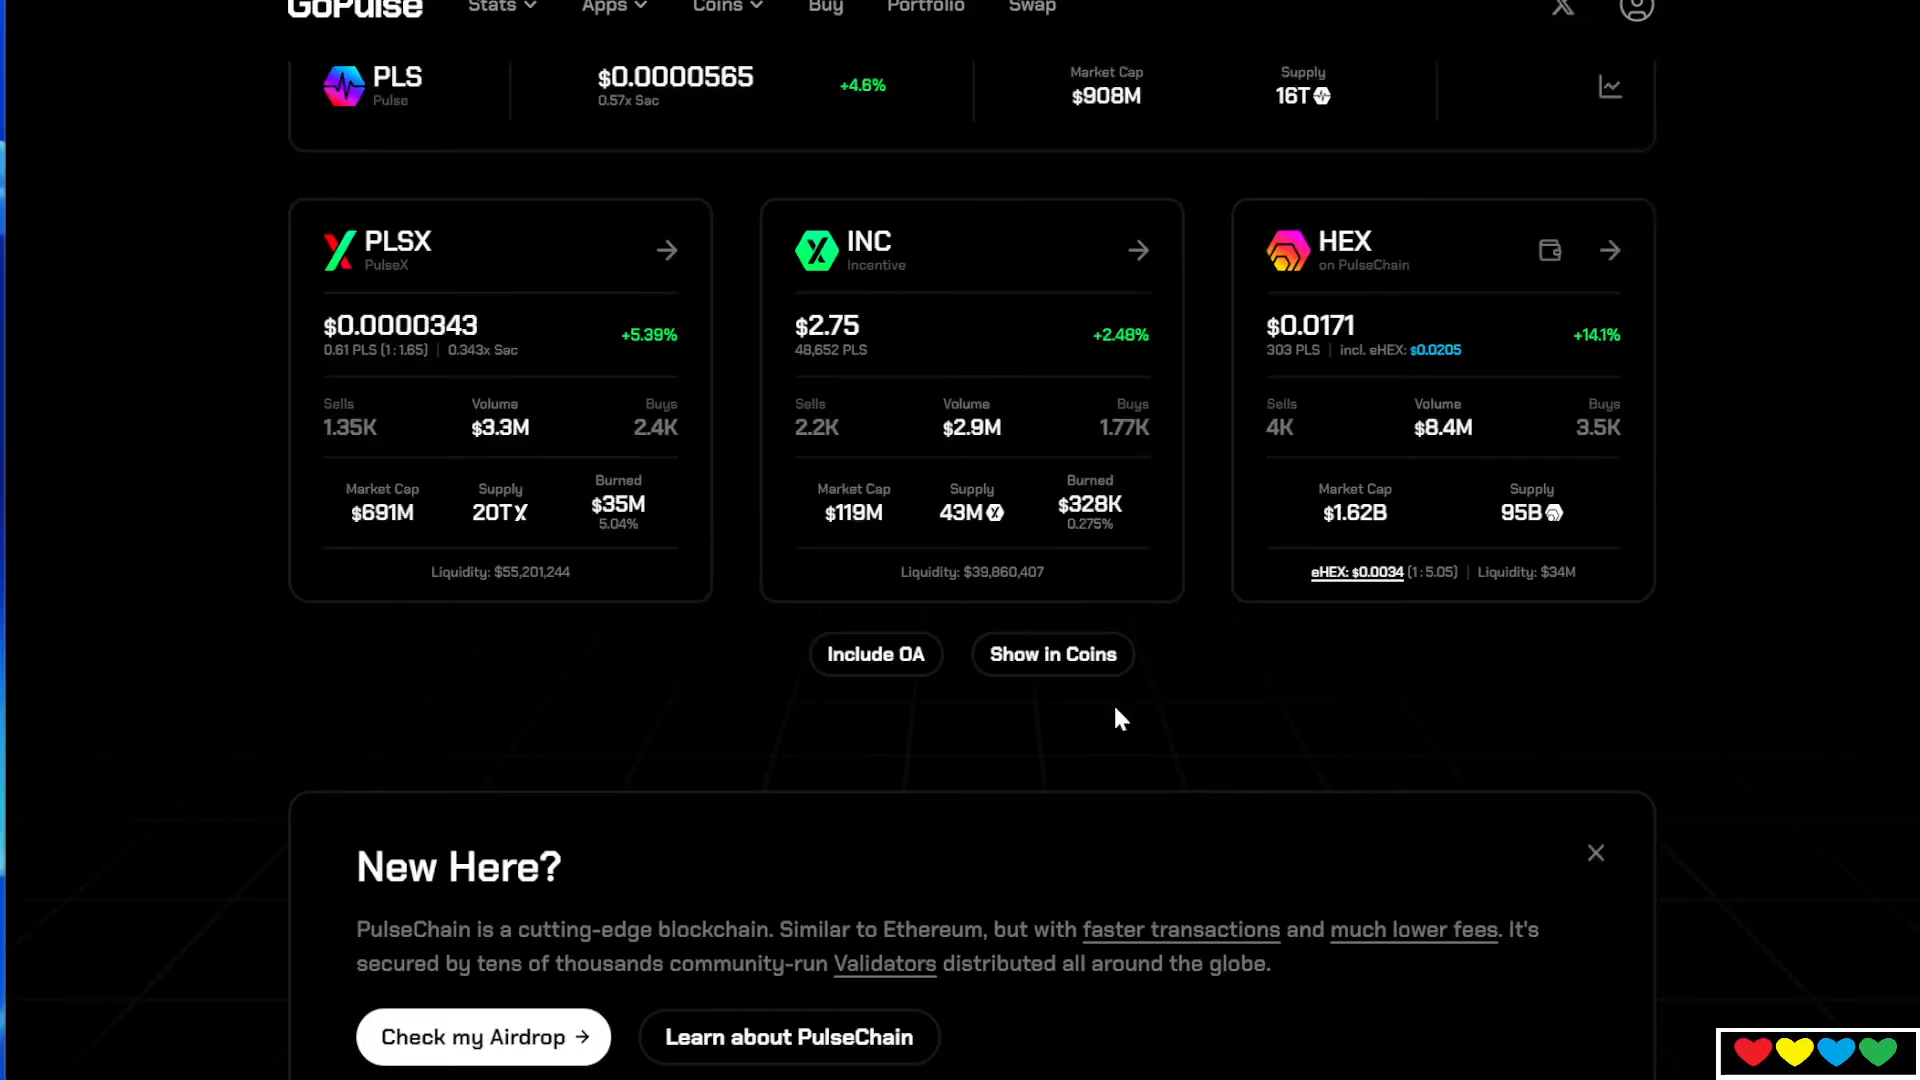 GoPulse Stats Apps Coins Buy Portfolio Swap
PLS
Pulse
$0.0000565
0.57x Sac
+4.6%
Market Cap
$908M
Supply
16T
PLSX
PulseX
$0.0000343
+5.39%
0.61 PLS (1:1.65) | 0.343x Sac
Sells Volume Buys
1.35K $3.3M 2.4K
Market Cap Supply Burned
$691M 20T $35M
5.04%
Liquidity: $55,201,244
INC
Incentive
$2.75
+2.48%
48,652 PLS
Sells Volume Buys
2.2K $2.9M 1.77K
Market Cap Supply Burned
$119M 43M $328K
0.275%
Liquidity: $39,860,407
HEX
on PulseChain
$0.0171
+14.1%
303 PLS | incl. eHEX: $0.0205
Sells Volume Buys
4K $8.4M 3.5K
Market Cap Supply
$1.62B 95B
eHEX: $0.0034 (1:5.05) | Liquidity: $34M
Include OA Show in Coins
New Here?
PulseChain is a cutting-edge blockchain. Similar to Ethereum, but with faster transactions and much lower fees. It's
secured by tens of thousands community-run Validators distributed all around the globe.
Check my Airdrop → Learn about PulseChain